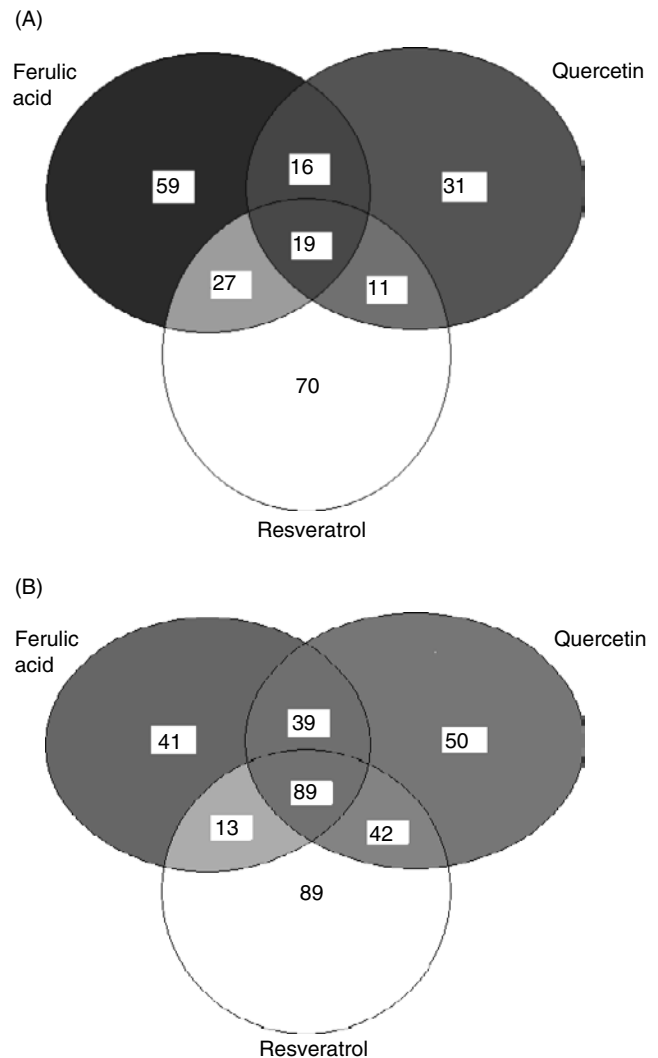 (A)
Ferulic
acid
Quercetin
59
16
31
19
27
11
70
Resveratrol
(B)
Ferulic
acid
Quercetin
41
39
50
89
13
42
89
Resveratrol